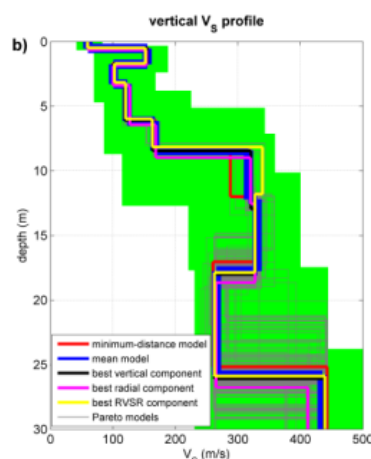 vertical V_S profile
b)
0
5
10
15
20
25
30
depth (m)
minimum-distance model
mean model
best vertical component
best radial component
best RVSR component
Pareto models
0 100 200 300 400 500
V_S (m/s)